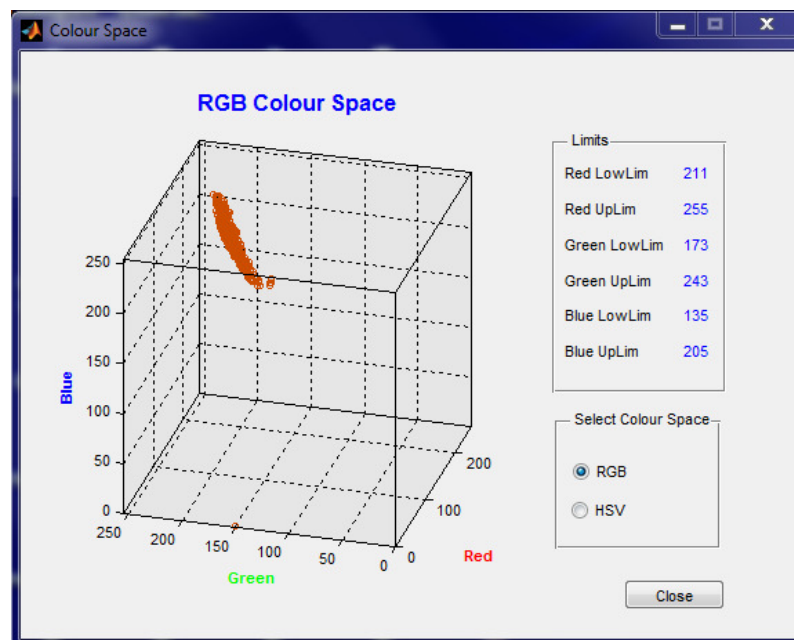 Colour Space
RGB Colour Space
250
200
150
100
50
0
Blue
250
200
150
100
50
0
Green
0
100
200
Red
Limits
Red LowLim 211
Red UpLim 255
Green LowLim 173
Green UpLim 243
Blue LowLim 135
Blue UpLim 205
Select Colour Space
RGB
HSV
Close